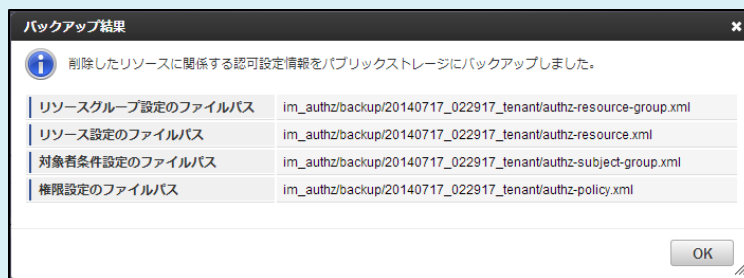 バックアップ結果
削除したリソースに関係する認可設定情報をパブリックストレージにバックアップしました。
リソースグループ設定のファイルパス im_authz/backup/20140717_022917_tenant/authz-resource-group.xml
リソース設定のファイルパス im_authz/backup/20140717_022917_tenant/authz-resource.xml
対象者条件設定のファイルパス im_authz/backup/20140717_022917_tenant/authz-subject-group.xml
権限設定のファイルパス im_authz/backup/20140717_022917_tenant/authz-policy.xml
OK